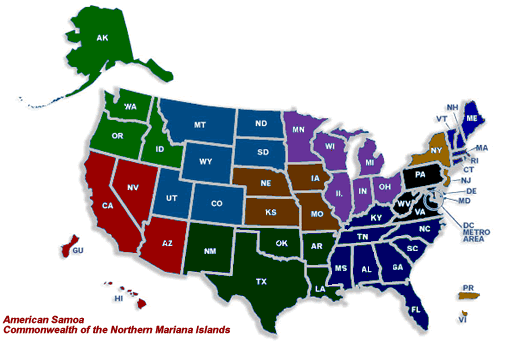 AK
WA
OR
ID
MT
ND
SD
WY
UT
CO
CA
NV
AZ
NM
TX
OK
AR
LA
NE
KS
IA
MO
MN
WI
MI
IL
IN
OH
KY
TN
MS
AL
GA
FL
SC
NC
VA
WV
PA
NY
VT
NH
ME
MA
RI
CT
NJ
DE
MD
DC
METRO
AREA
PR
VI
GU
HI
American Samoa
Commonwealth of the Northern Mariana Islands